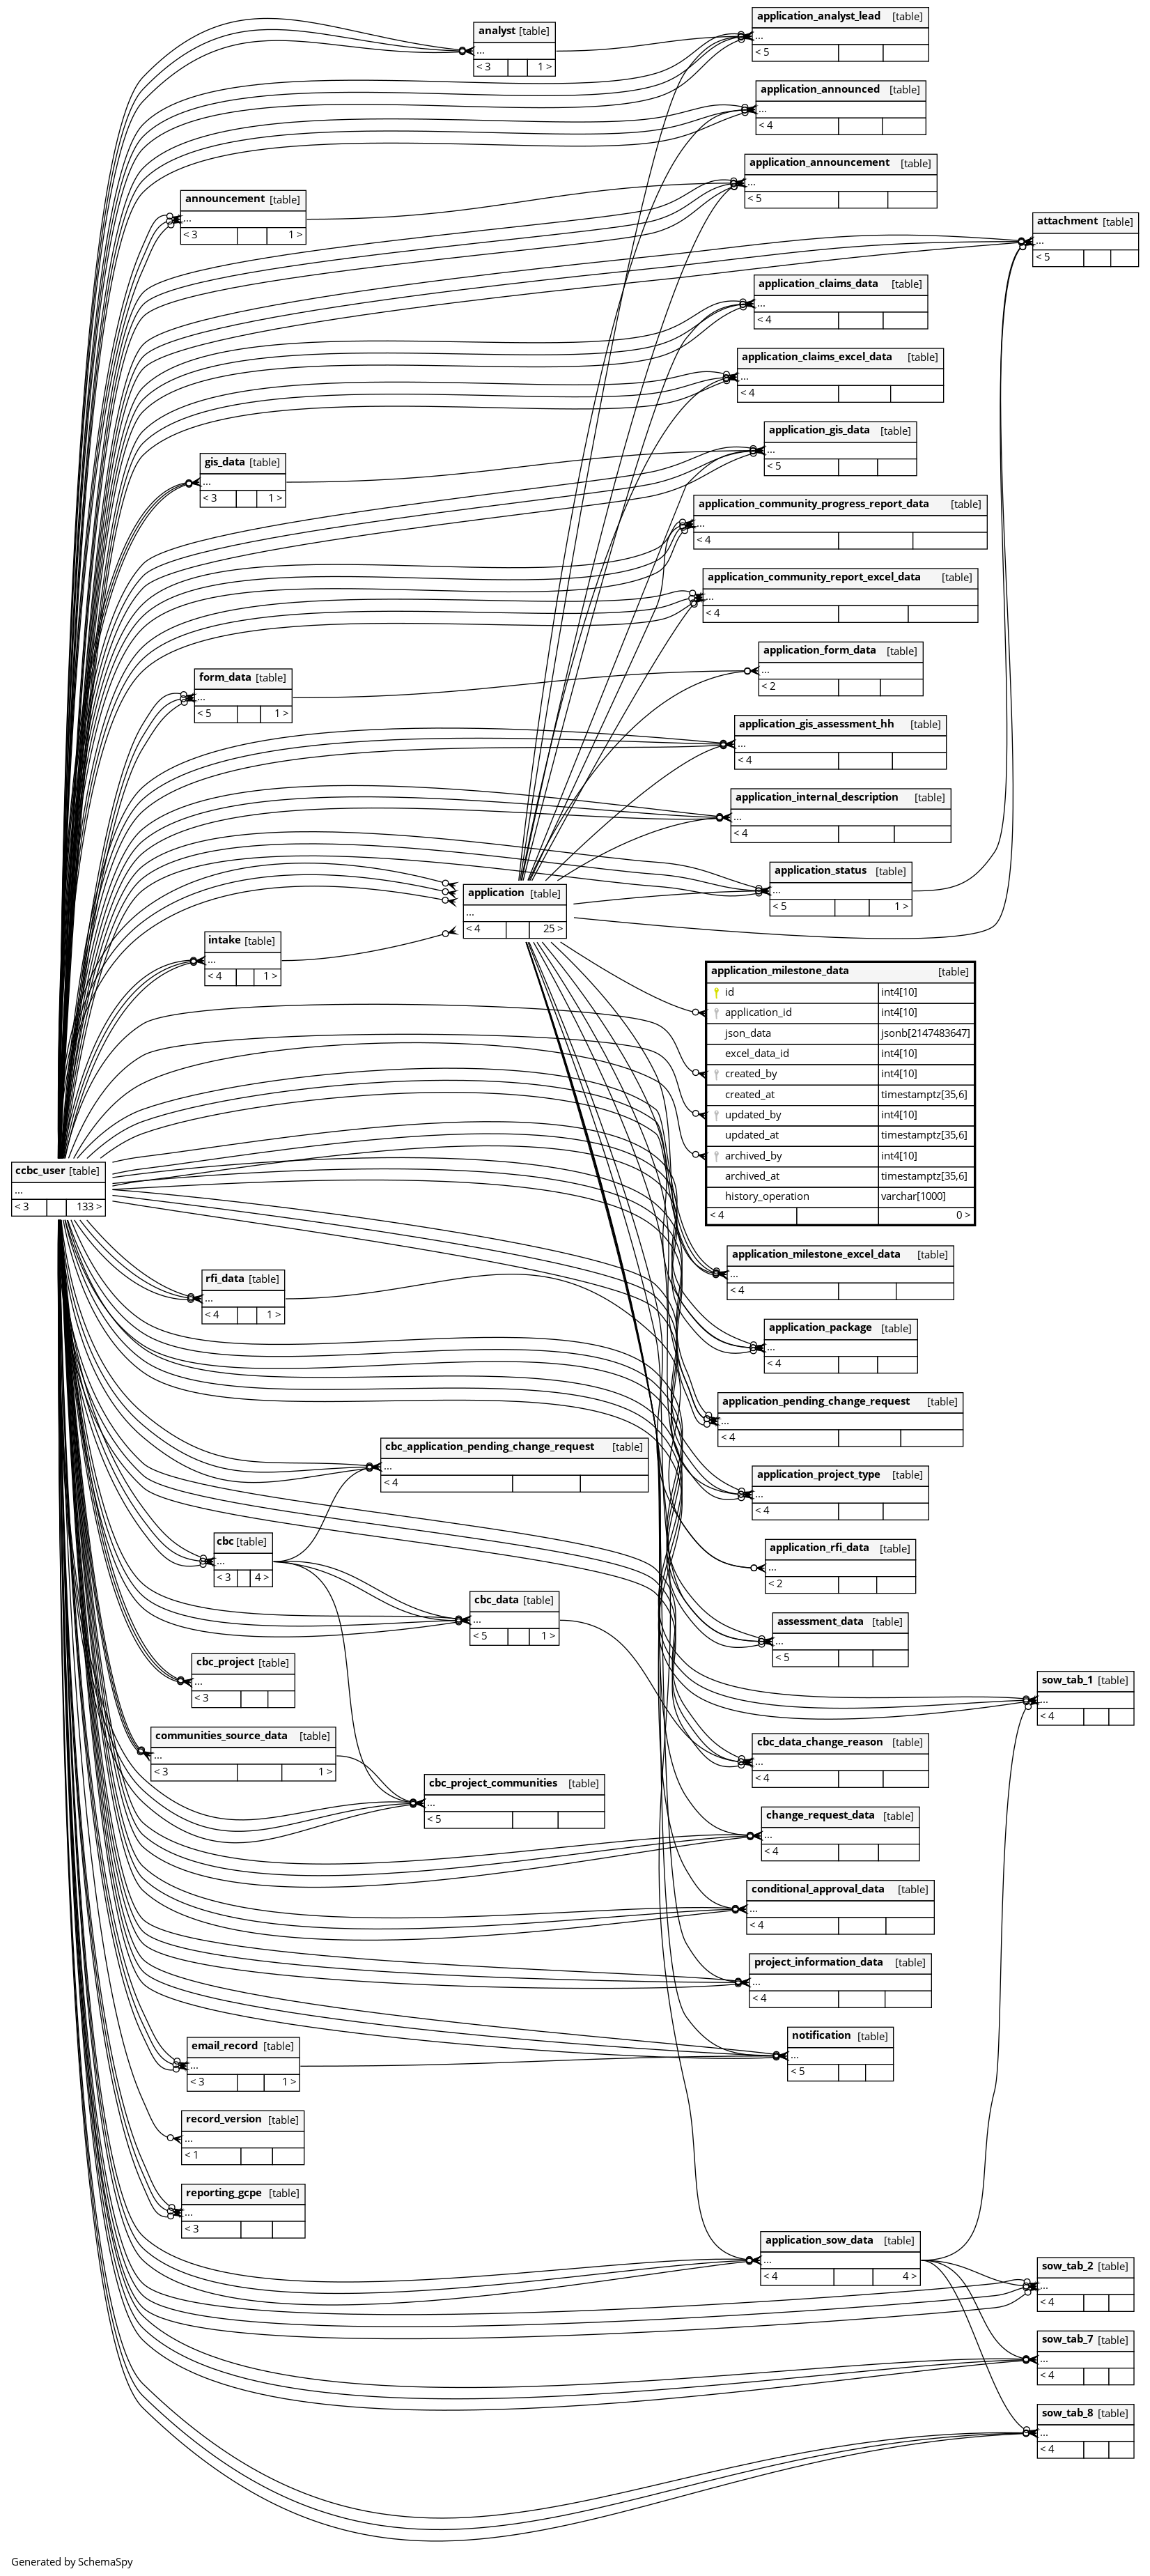 analyst [table]
...
< 3 1 >
application_analyst_lead [table]
...
< 5
application_announced [table]
...
< 4
application_announcement [table]
...
< 5
announcement [table]
...
< 3 1 >
attachment [table]
...
< 5
application_claims_data [table]
...
< 4
application_claims_excel_data [table]
...
< 4
application_gis_data [table]
...
< 5
gis_data [table]
...
< 3 1 >
application_community_progress_report_data [table]
...
< 4
application_community_report_excel_data [table]
...
< 4
application_form_data [table]
...
< 2
form_data [table]
...
< 5 1 >
application_gis_assessment_hh [table]
...
< 4
application_internal_description [table]
...
< 4
application_status [table]
...
< 5 1 >
application [table]
...
< 4 25 >
intake [table]
...
< 4 1 >
application_milestone_data [table]
id int4[10]
application_id int4[10]
json_data jsonb[2147483647]
excel_data_id int4[10]
created_by int4[10]
created_at timestamptz[35,6]
updated_by int4[10]
updated_at timestamptz[35,6]
archived_by int4[10]
archived_at timestamptz[35,6]
history_operation varchar[1000]
< 4 0 >
ccbc_user [table]
...
< 3 133 >
application_milestone_excel_data [table]
...
< 4
rfi_data [table]
...
< 4 1 >
application_package [table]
...
< 4
application_pending_change_request [table]
...
< 4
cbc_application_pending_change_request [table]
...
< 4
application_project_type [table]
...
< 4
cbc [table]
...
< 3 4 >
application_rfi_data [table]
...
< 2
cbc_data [table]
...
< 5 1 >
assessment_data [table]
...
< 5
cbc_project [table]
...
< 3
sow_tab_1 [table]
...
< 4
communities_source_data [table]
...
< 3 1 >
cbc_data_change_reason [table]
...
< 4
cbc_project_communities [table]
...
< 5
change_request_data [table]
...
< 4
conditional_approval_data [table]
...
< 4
project_information_data [table]
...
< 4
notification [table]
...
< 5
email_record [table]
...
< 3 1 >
record_version [table]
...
< 1
reporting_gcpe [table]
...
< 3
application_sow_data [table]
...
< 4 4 >
sow_tab_2 [table]
...
< 4
sow_tab_7 [table]
...
< 4
sow_tab_8 [table]
...
< 4
Generated by SchemaSpy